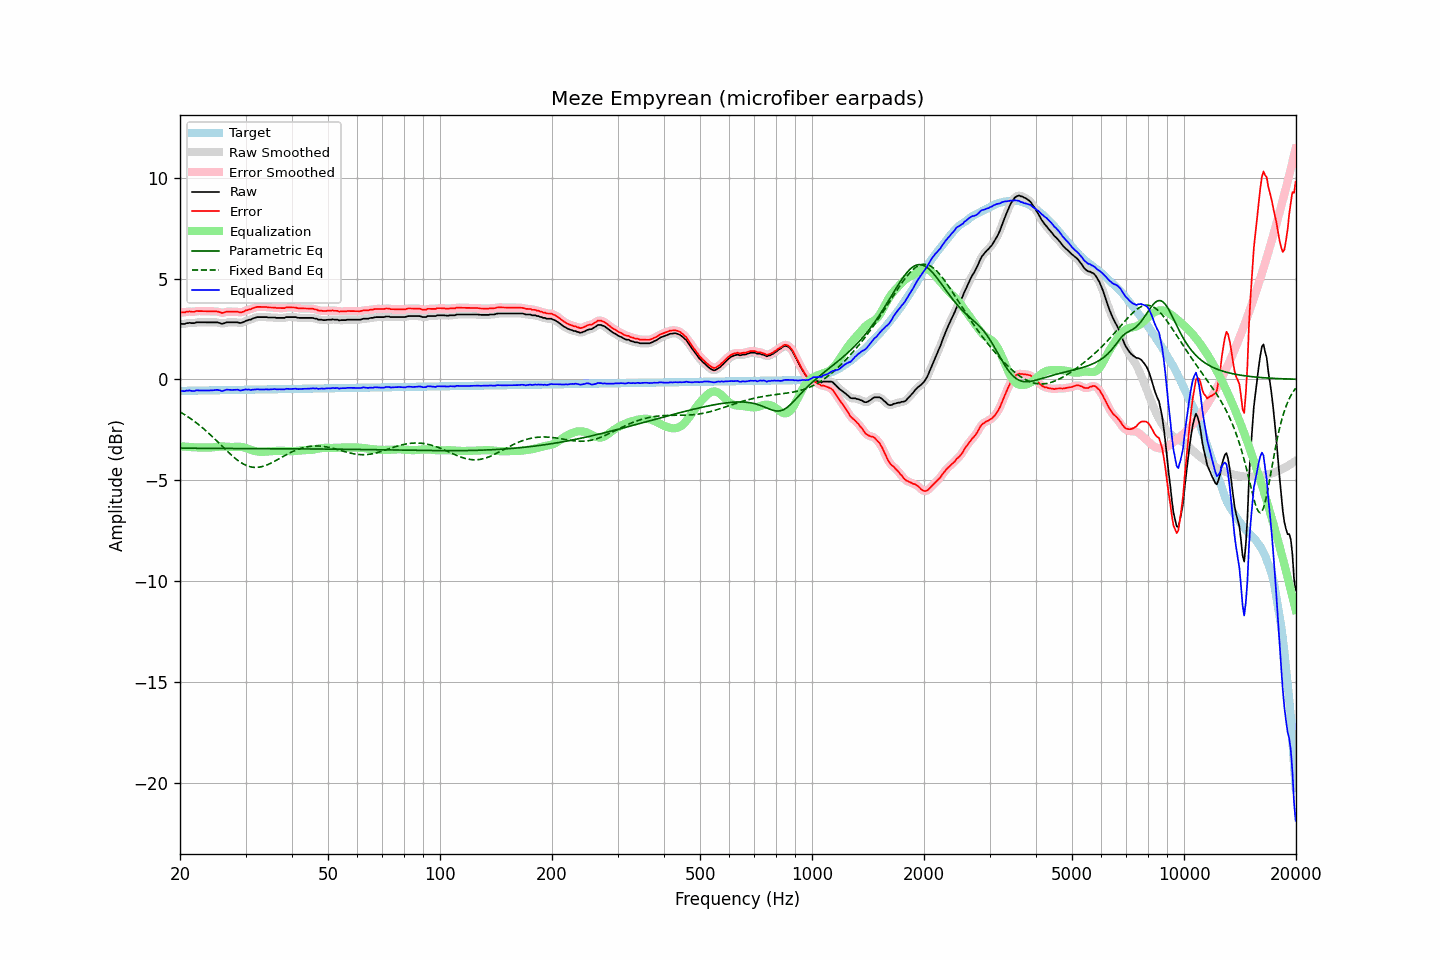 Meze Empyrean (microfiber earpads)
Target
Raw Smoothed
Error Smoothed
Raw
Error
Equalization
Parametric Eq
Fixed Band Eq
Equalized
10
5
0
−5
−10
−15
−20
Amplitude (dBr)
20 50 100 200 500 1000 2000 5000 10000 20000
Frequency (Hz)